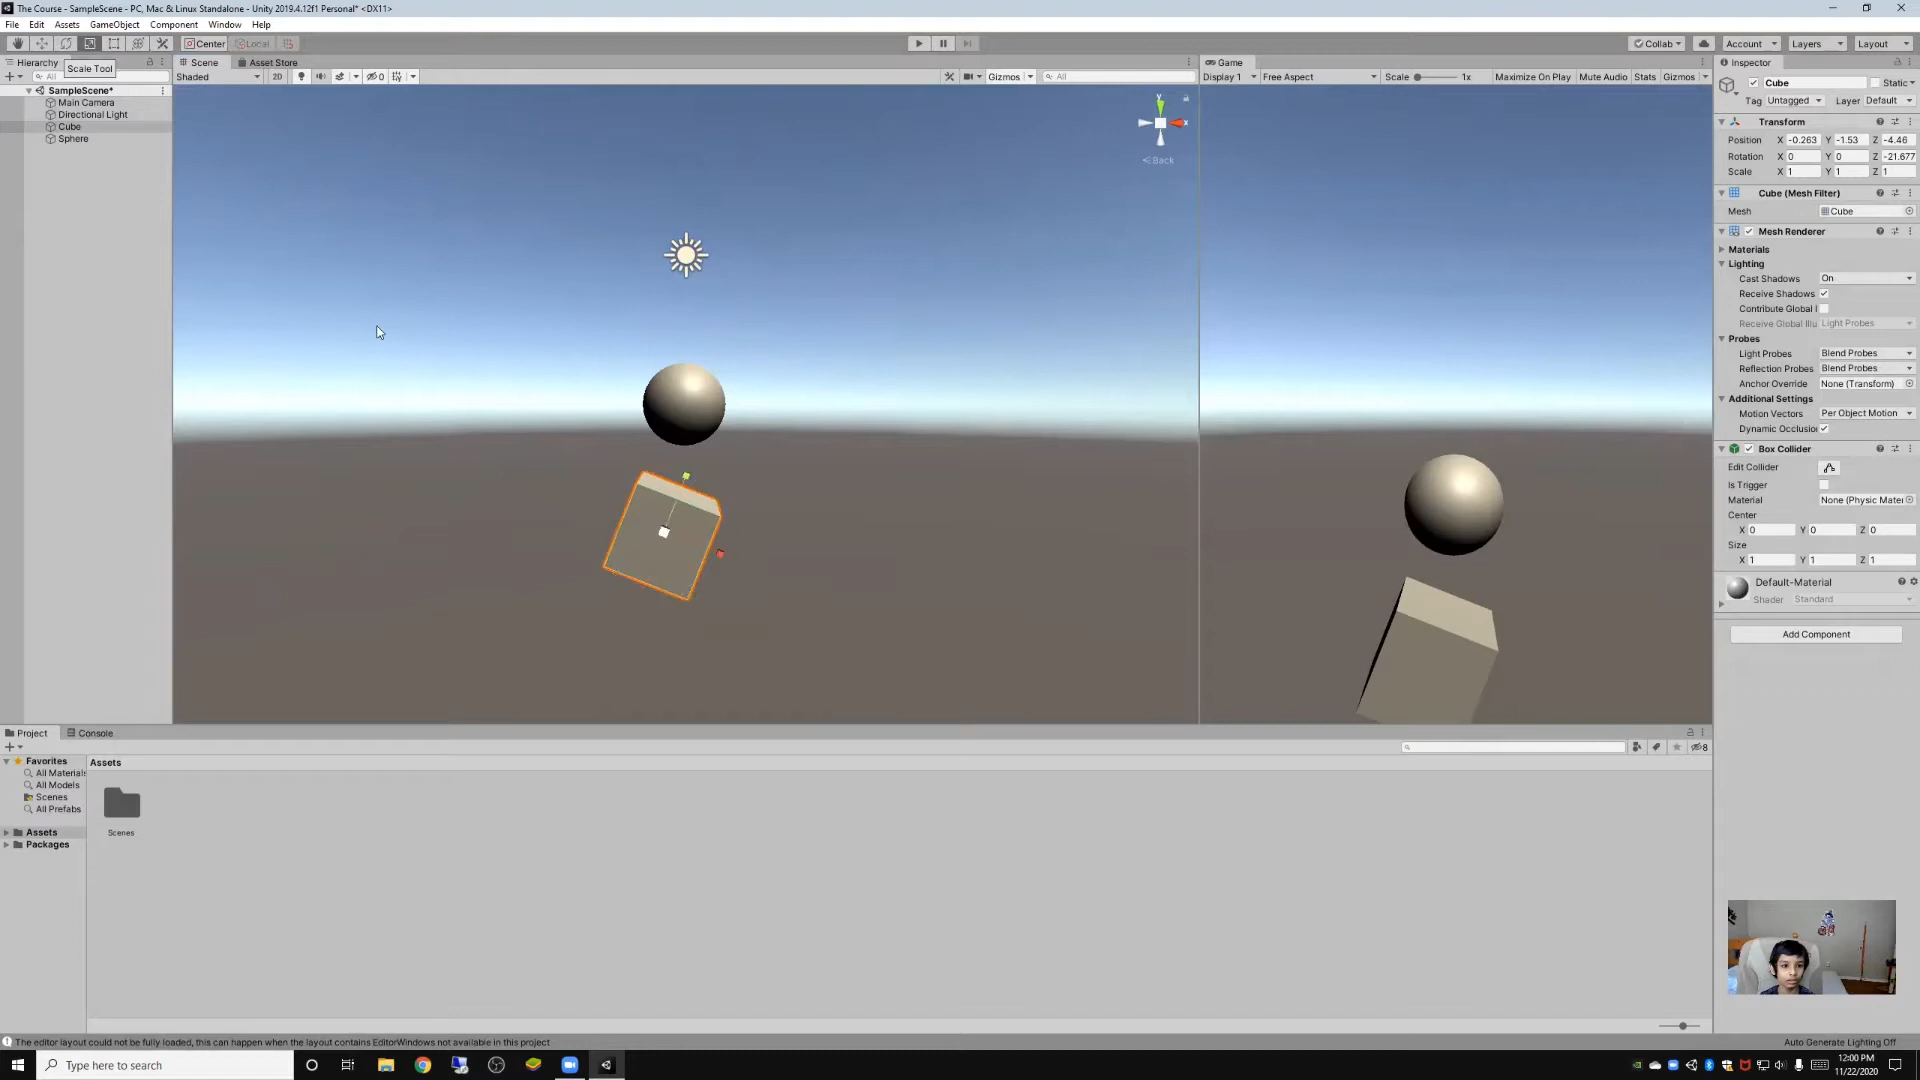 The Course - SampleScene - PC, Mac & Linux Standalone - Unity 2019.4.12f1 Personal* <DX11>
File Edit Assets GameObject Component Window Help
Center Local Collab Account Layers Layout
Hierarchy
All
Scale Tool
SampleScene*
Main Camera
Directional Light
Cube
Sphere
Scene Asset Store
Shaded 2D 0 Gizmos All
Y
x
Back
Game
Display 1 Free Aspect Scale 1x Maximize On Play Mute Audio Stats Gizmos
Inspector
Cube Static
Tag Untagged Layer Default
Transform
Position X -0.263 Y -1.53 Z -4.46
Rotation X 0 Y 0 Z -21.677
Scale X 1 Y 1 Z 1
Cube (Mesh Filter)
Mesh Cube
Mesh Renderer
Materials
Lighting
Cast Shadows On
Receive Shadows
Contribute Global I
Receive Global Illu Light Probes
Probes
Light Probes Blend Probes
Reflection Probes Blend Probes
Anchor Override None (Transform)
Additional Settings
Motion Vectors Per Object Motion
Dynamic Occlusion
Box Collider
Edit Collider
Is Trigger
Material None (Physic Mater
Center
X 0 Y 0 Z 0
Size
X 1 Y 1 Z 1
Default-Material
Shader Standard
Add Component
Project Console
8
Favorites
All Materials
All Models
Scenes
All Prefabs
Assets
Packages
Assets
Scenes
The editor layout could not be fully loaded, this can happen when the layout contains EditorWindows not available in this project
Auto Generate Lighting Off
Type here to search
12:00 PM
11/22/2020